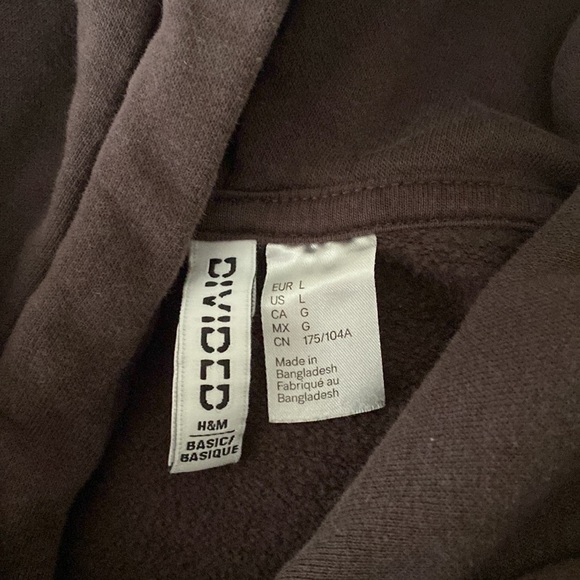 DIVIDED
H&M
BASIC/
BASIQUE
EUR L
US L
CA G
MX G
CN 175/104A
Made in
Bangladesh
Fabriqué au
Bangladesh